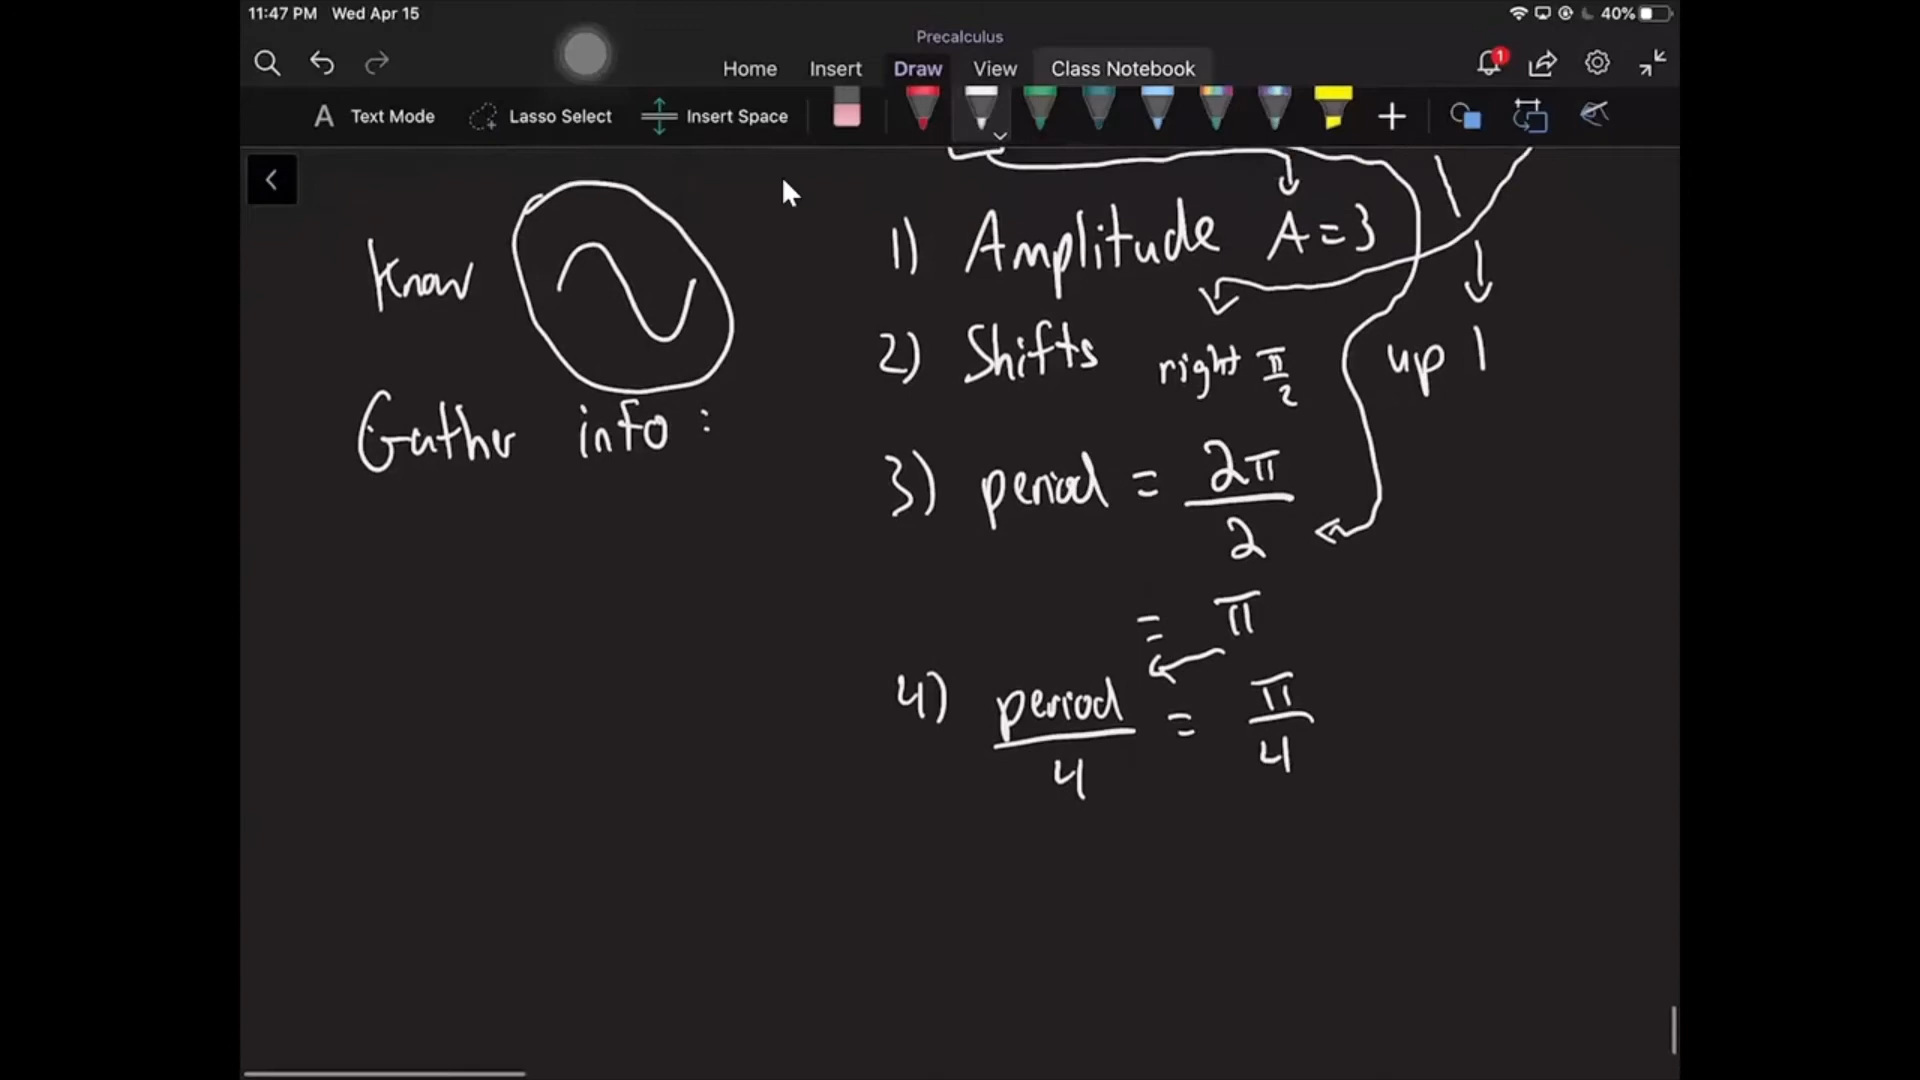 11:47 PM Wed Apr 15
40%
Precalculus
Home Insert Draw View Class Notebook
1
A Text Mode Lasso Select Insert Space
Know
Gather info:
1) Amplitude A = 3
2) Shifts right π/2 up 1
3) period = 2π/2
= π
4) period/4 = π/4